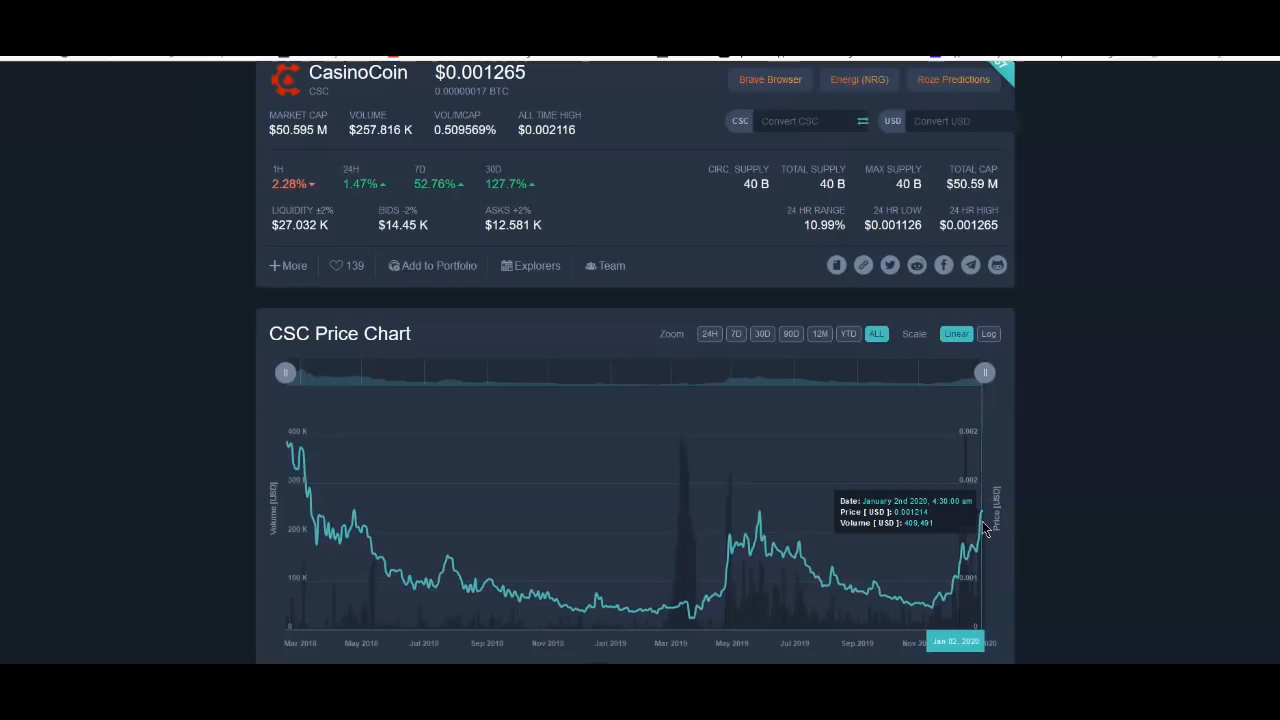 CasinoCoin $0.001265
CSC 0.00000017 BTC
Brave Browser Energi (NRG) Roze Predictions
MARKET CAP VOLUME VOL/MCAP ALL TIME HIGH
$50.595 M $257.816 K 0.509569% $0.002116
CSC Convert CSC USD Convert USD
1H 24H 7D 30D CIRC. SUPPLY TOTAL SUPPLY MAX SUPPLY TOTAL CAP
2.28% 1.47% 52.76% 127.7% 40 B 40 B 40 B $50.59 M
LIQUIDITY ±2% BIDS -2% ASKS +2% 24 HR RANGE 24 HR LOW 24 HR HIGH
$27.032 K $14.45 K $12.581 K 10.99% $0.001126 $0.001265
+ More 139 Add to Portfolio Explorers Team
CSC Price Chart Zoom 24H 7D 30D 90D 12M YTD ALL Scale Linear Log
400 K 0.002
300 K 0.002
Date: January 2nd 2020, 4:30:00 am
Price [ USD ]: 0.001214
Volume [ USD ]: 409,491
Volume [USD] Price [USD]
200 K
100 K 0.001
0 0
Mar 2018 May 2018 Jul 2018 Sep 2018 Nov 2018 Jan 2019 Mar 2019 May 2019 Jul 2019 Sep 2019 Nov Jan 02, 2020